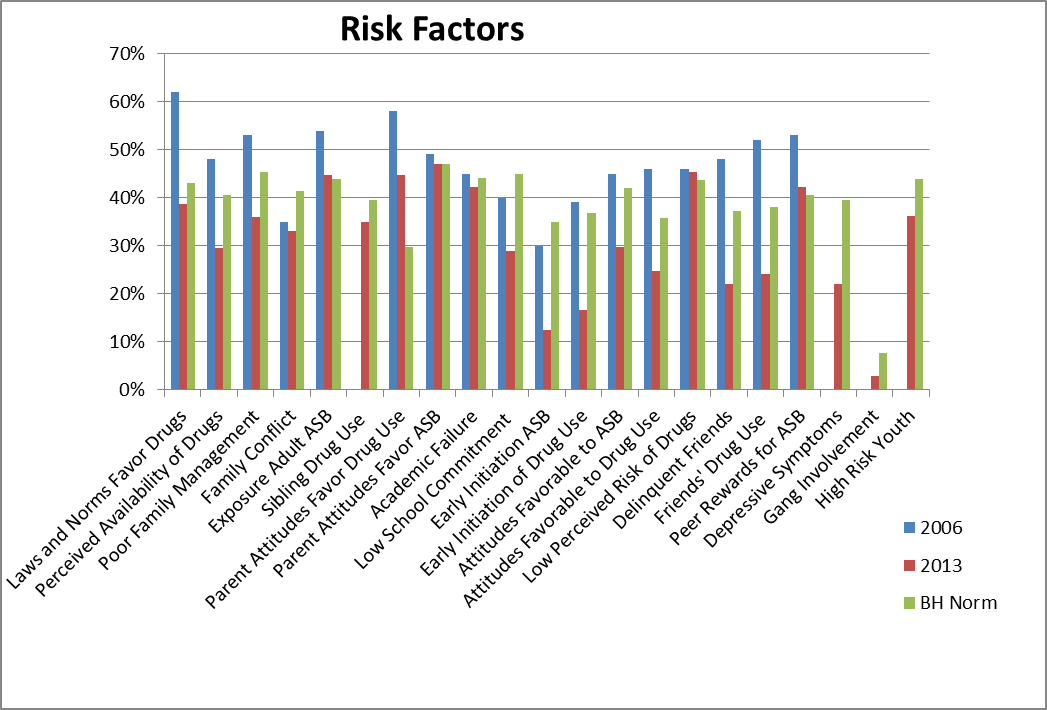 Risk Factors
70%
60%
50%
40%
30%
20%
10%
0%
Laws and Norms Favor Drugs
Perceived Availability of Drugs
Poor Family Management
Family Conflict
Exposure Adult ASB
Sibling Drug Use
Parent Attitudes Favor Drug Use
Parent Attitudes Favor ASB
Academic Failure
Low School Commitment
Early Initiation ASB
Early Initiation of Drug Use
Attitudes Favorable to ASB
Attitudes Favorable to Drug Use
Low Perceived Risk of Drugs
Delinquent Friends
Friends' Drug Use
Peer Rewards for ASB
Depressive Symptoms
Gang Involvement
High Risk Youth
2006
2013
BH Norm